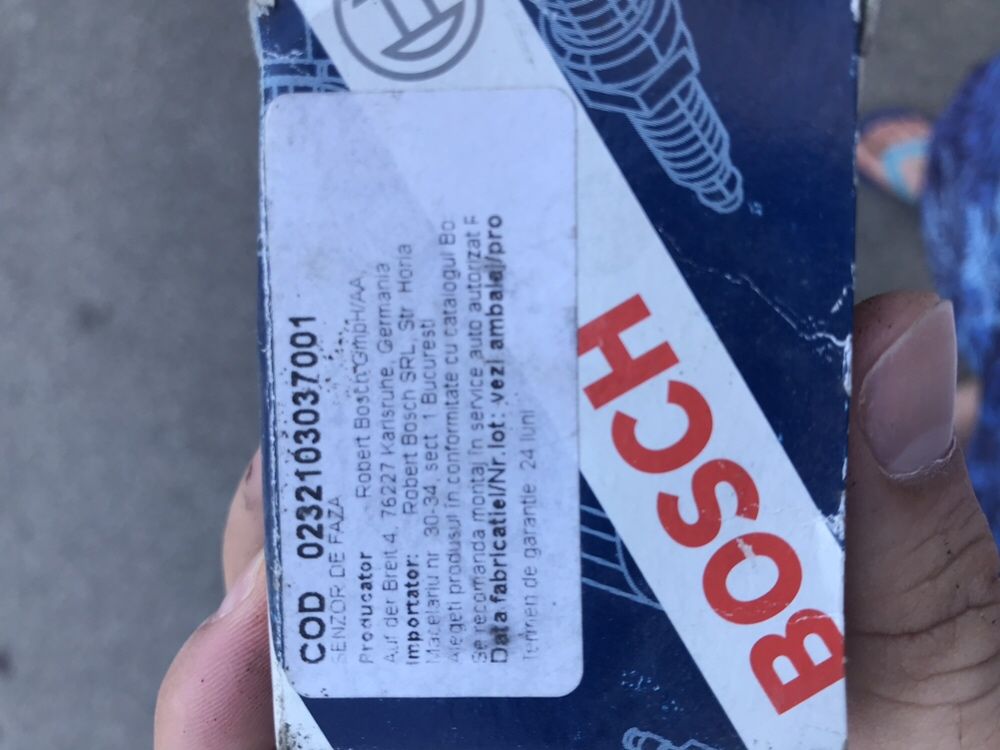 COD 0232103037001
SENZOR DE FAZA
Producator Robert Bosch GmbH/AA,
Auf der Breit 4, 76227 Karlsruhe, Germania
Importator: Robert Bosch SRL, Str Horia
Macelariu nr 30-34, sect 1 Bucuresti
Alegeti produsul in conformitate cu catalogul Bo
Se recomanda montaj in service auto autorizat F
Data fabricatiei/Nr.lot: vezi ambalaj/pro
Termen de garantie 24 luni
BOSCH